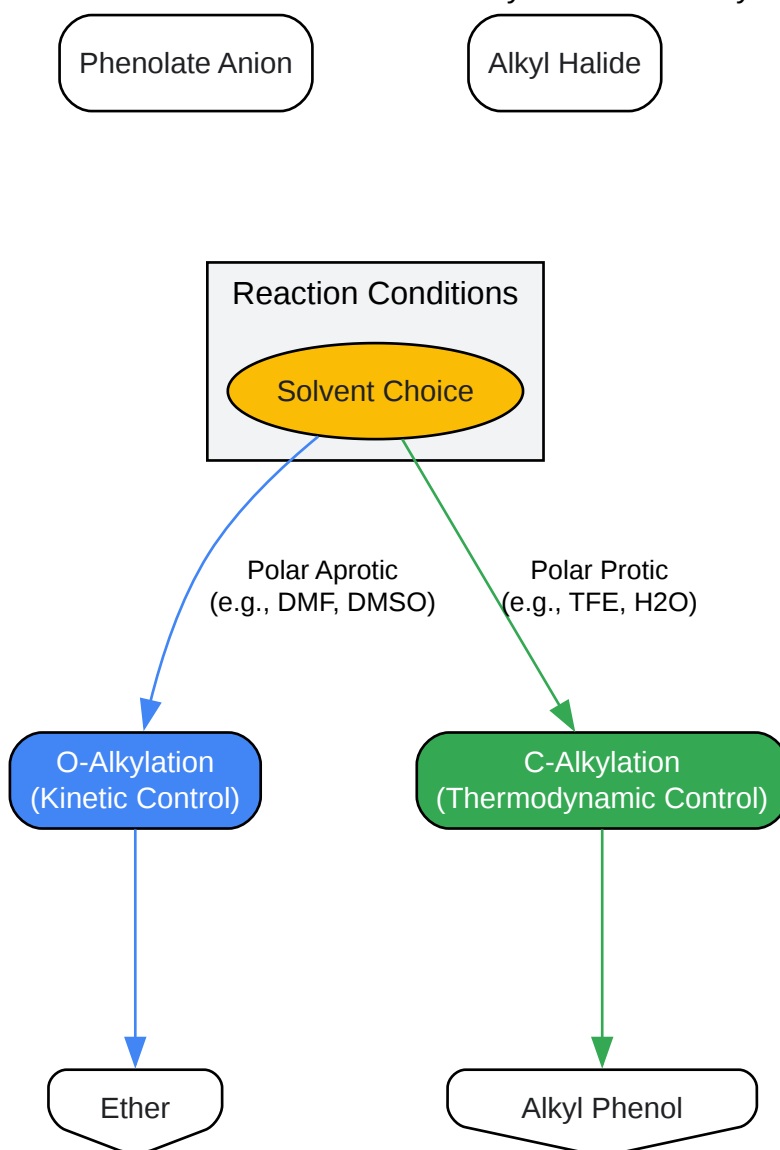 Phenolate Anion
Alkyl Halide
Reaction Conditions
Solvent Choice
Polar Aprotic
(e.g., DMF, DMSO)
Polar Protic
(e.g., TFE, H2O)
O-Alkylation
(Kinetic Control)
C-Alkylation
(Thermodynamic Control)
Ether
Alkyl Phenol